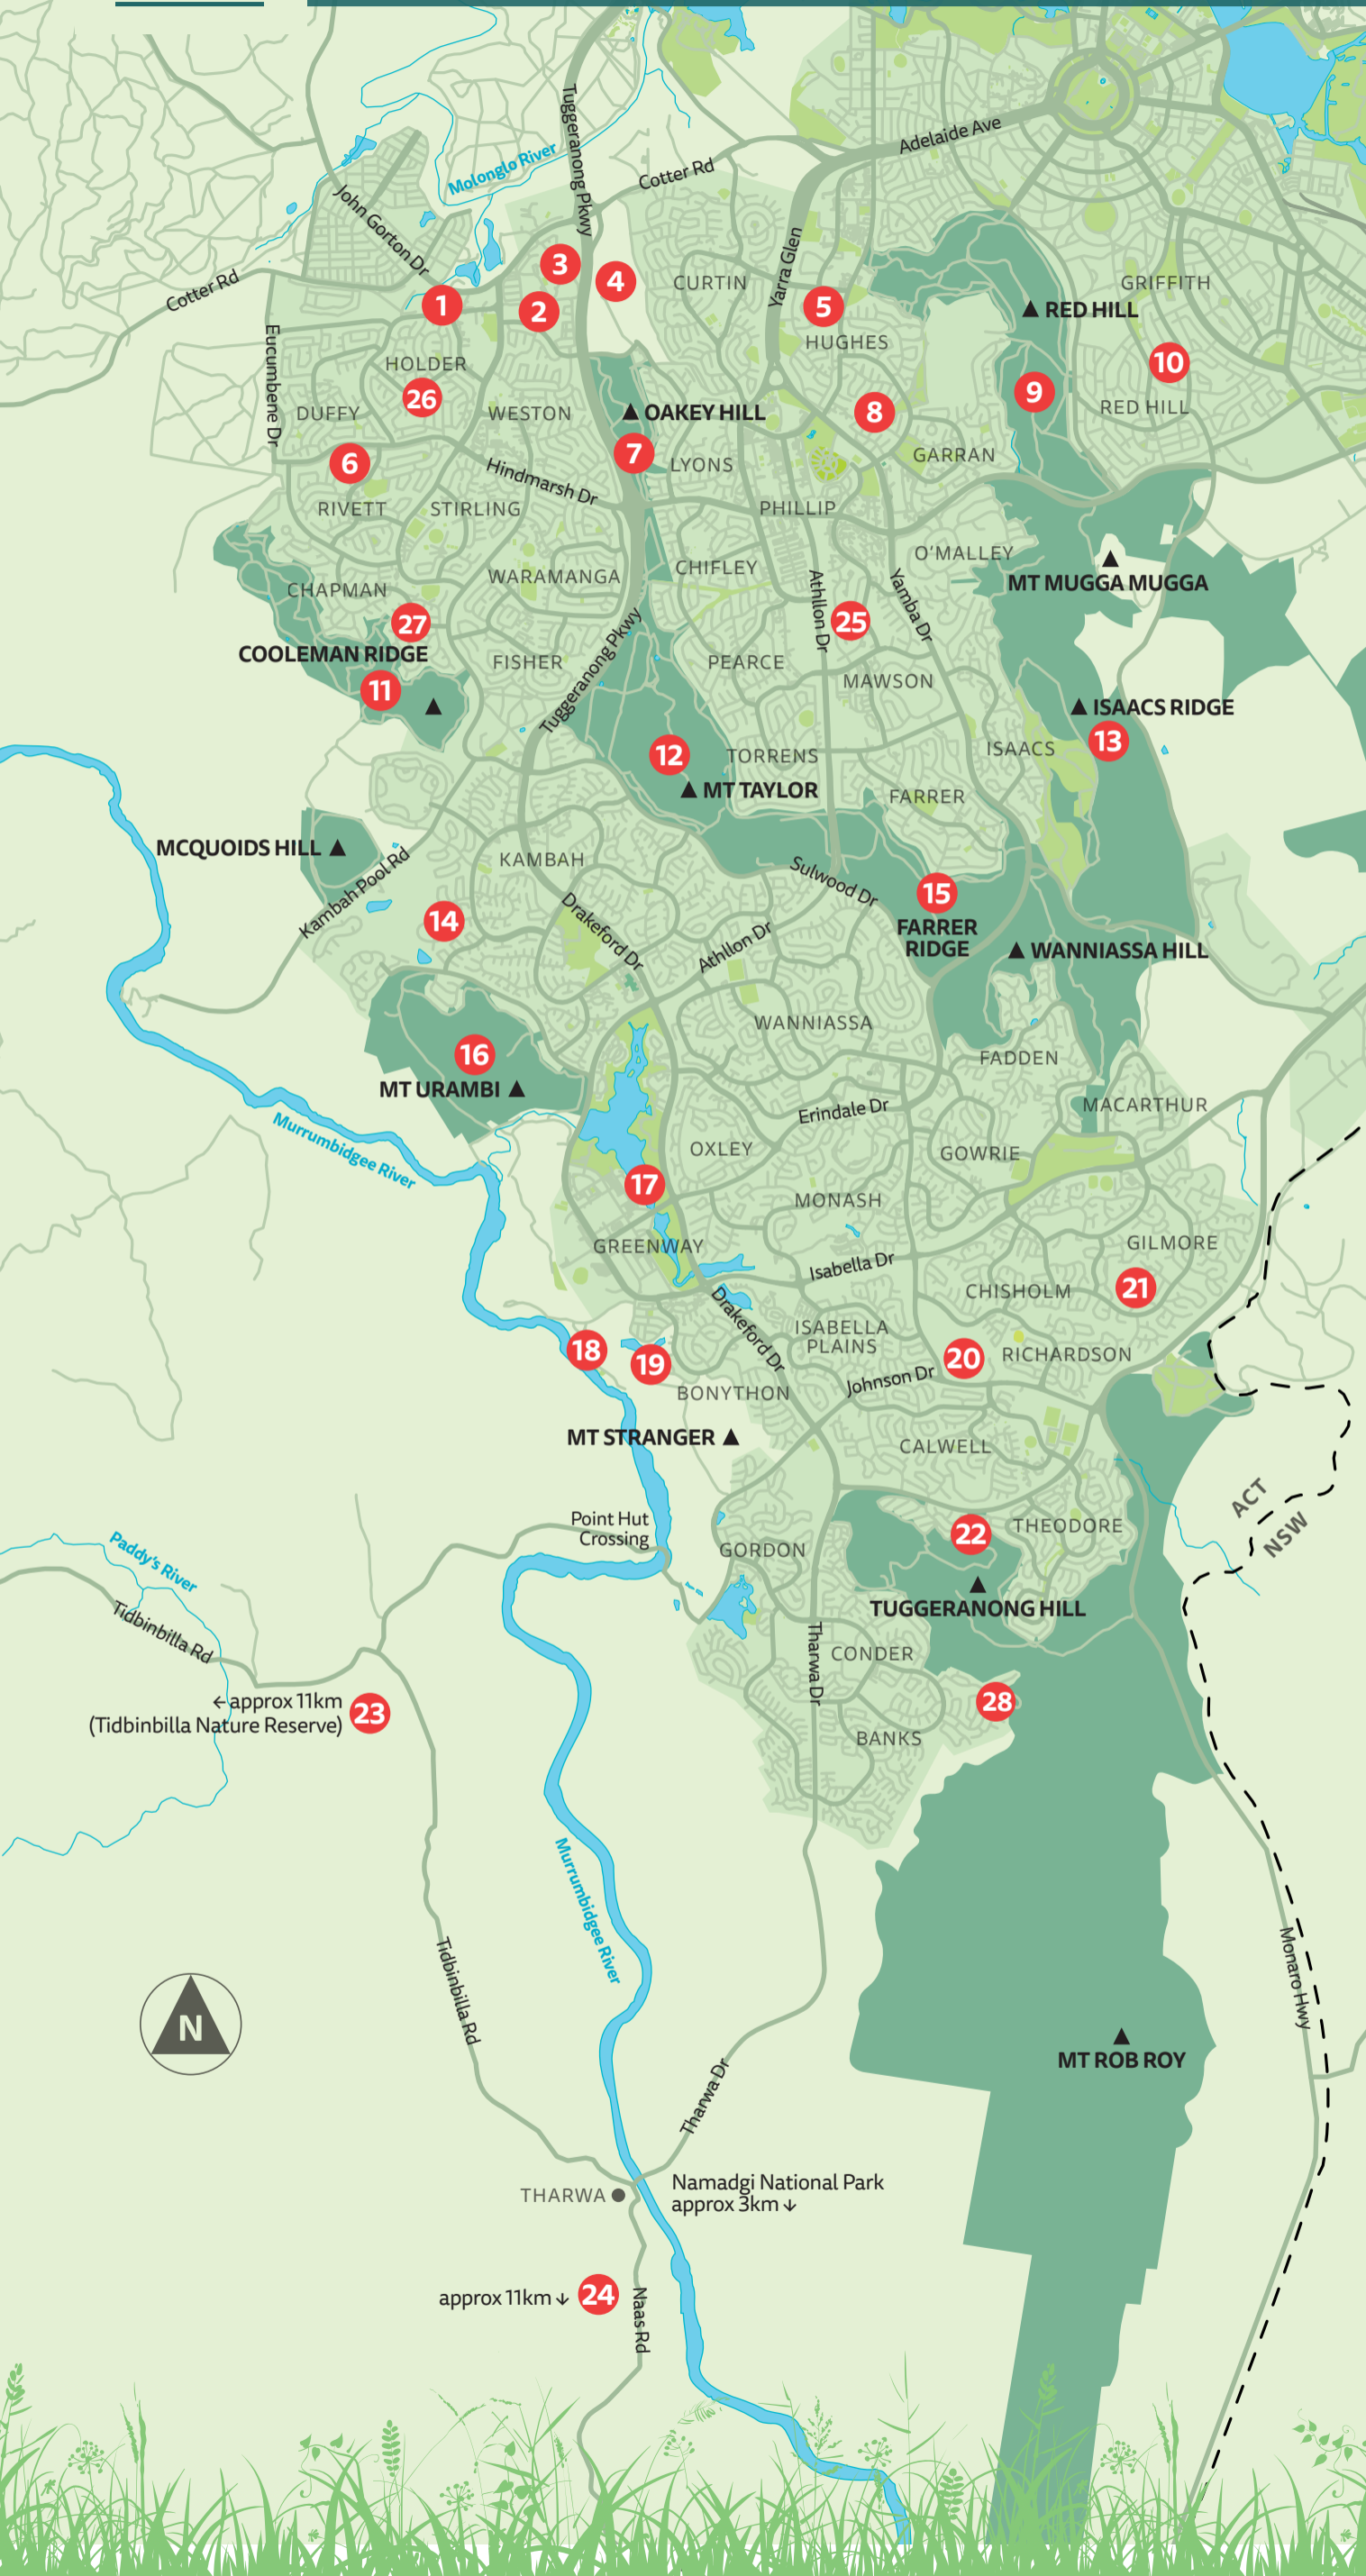 Tuggeranong Pkwy
Adelaide Ave
Molonglo River
Cotter Rd
John Gorton Dr
Yarra Glen
3
4
CURTIN
GRIFFITH
Cotter Rd
1
2
5
RED HILL
HUGHES
Eucumbene Dr
HOLDER
10
26
9
DUFFY
WESTON
OAKEY HILL
8
RED HILL
6
7
LYONS
GARRAN
Hindmarsh Dr
RIVETT
STIRLING
PHILLIP
O'MALLEY
CHAPMAN
WARAMANGA
CHIFLEY
MT MUGGA MUGGA
Athllon Dr
Yamba Dr
27
25
COOLEMAN RIDGE
FISHER
Tuggeranong Pkwy
PEARCE
MAWSON
11
ISAACS RIDGE
12
TORRENS
ISAACS
13
MT TAYLOR
FARRER
MCQUOIDS HILL
KAMBAH
Kambah Pool Rd
Sulwood Dr
15
14
Drakeford Dr
Athllon Dr
FARRER
RIDGE
WANNIASSA HILL
WANNIASSA
16
FADDEN
MT URAMBI
Erindale Dr
MACARTHUR
Murrumbidgee River
OXLEY
GOWRIE
17
MONASH
GREENWAY
GILMORE
Isabella Dr
CHISHOLM
21
Drakeford Dr
ISABELLA
PLAINS
18
19
20
RICHARDSON
Johnson Dr
BONYTHON
MT STRANGER
CALWELL
ACT
NSW
Point Hut
Crossing
22
THEODORE
Paddy's River
GORDON
TUGGERANONG HILL
Tidbinbilla Rd
Tharwa Dr
CONDER
←approx 11km
(Tidbinbilla Nature Reserve)
23
28
BANKS
Murrumbidgee River
Tidbinbilla Rd
Monaro Hwy
N
MT ROB ROY
Tharwa Dr
THARWA
Namadgi National Park
approx 3km ↓
approx 11km ↓
24
Naas Rd